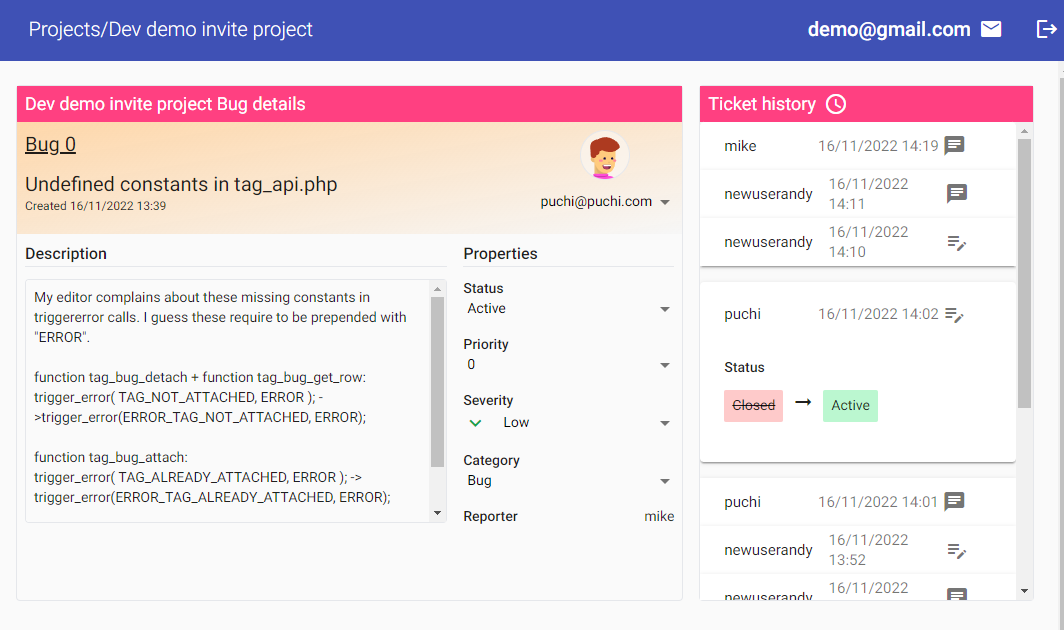 Projects/Dev demo invite project
demo@gmail.com
Dev demo invite project Bug details
Bug 0
Undefined constants in tag_api.php
Created 16/11/2022 13:39
puchi@puchi.com
Description
My editor complains about these missing constants in
triggererror calls. I guess these require to be prepended with
"ERROR".
function tag_bug_detach + function tag_bug_get_row:
trigger_error( TAG_NOT_ATTACHED, ERROR ); -
>trigger_error(ERROR_TAG_NOT_ATTACHED, ERROR);
function tag_bug_attach:
trigger_error( TAG_ALREADY_ATTACHED, ERROR ); ->
trigger_error(ERROR_TAG_ALREADY_ATTACHED, ERROR);
Properties
Status
Active
Priority
0
Severity
Low
Category
Bug
Reporter mike
Ticket history
mike 16/11/2022 14:19
newuserandy 16/11/2022
14:11
newuserandy 16/11/2022
14:10
puchi 16/11/2022 14:02
Status
Closed → Active
puchi 16/11/2022 14:01
newuserandy 16/11/2022
13:52
newuserandy 16/11/2022